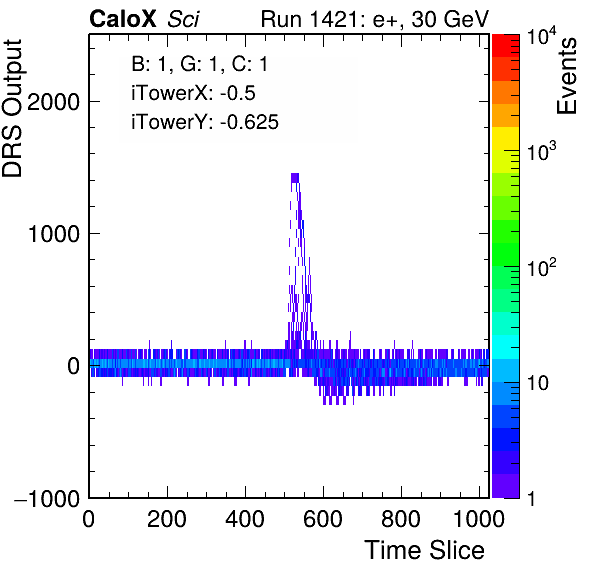 CaloX Sci Run 1421: e+, 30 GeV
DRS Output
Events
B: 1, G: 1, C: 1
iTowerX: -0.5
iTowerY: -0.625
2000
1000
0
−1000
0 200 400 600 800 1000
Time Slice
10^4
10^3
10^2
10
1